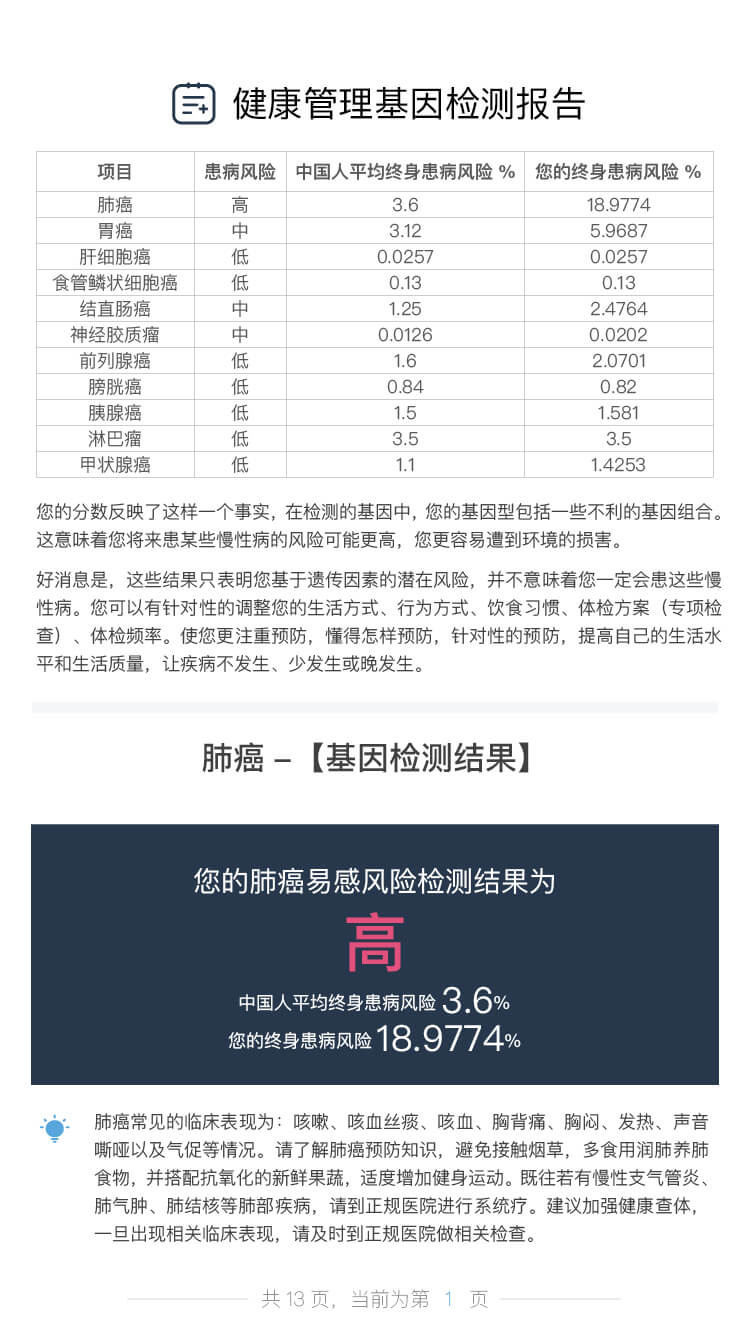 健康管理基因检测报告
项目 患病风险 中国人平均终身患病风险 % 您的终身患病风险 %
肺癌 高 3.6 18.9774
胃癌 中 3.12 5.9687
肝细胞癌 低 0.0257 0.0257
食管鳞状细胞癌 低 0.13 0.13
结直肠癌 中 1.25 2.4764
神经胶质瘤 中 0.0126 0.0202
前列腺癌 低 1.6 2.0701
膀胱癌 低 0.84 0.82
胰腺癌 低 1.5 1.581
淋巴瘤 低 3.5 3.5
甲状腺癌 低 1.1 1.4253
您的分数反映了这样一个事实，在检测的基因中，您的基因型包括一些不利的基因组合。
这意味着您将来患某些慢性病的风险可能更高，您更容易遭到环境的损害。
好消息是，这些结果只表明您基于遗传因素的潜在风险，并不意味着您一定会患这些慢
性病。您可以有针对性的调整您的生活方式、行为方式、饮食习惯、体检方案（专项检
查）、体检频率。使您更注重预防，懂得怎样预防，针对性的预防，提高自己的生活水
平和生活质量，让疾病不发生、少发生或晚发生。
肺癌 –【基因检测结果】
您的肺癌易感风险检测结果为
高
中国人平均终身患病风险 3.6%
您的终身患病风险 18.9774%
肺癌常见的临床表现为：咳嗽、咳血丝痰、咳血、胸背痛、胸闷、发热、声音
嘶哑以及气促等情况。请了解肺癌预防知识，避免接触烟草，多食用润肺养肺
食物，并搭配抗氧化的新鲜果蔬，适度增加健身运动。既往若有慢性支气管炎、
肺气肿、肺结核等肺部疾病，请到正规医院进行系统疗。建议加强健康查体，
一旦出现相关临床表现，请及时到正规医院做相关检查。
共 13 页，当前为第 1 页